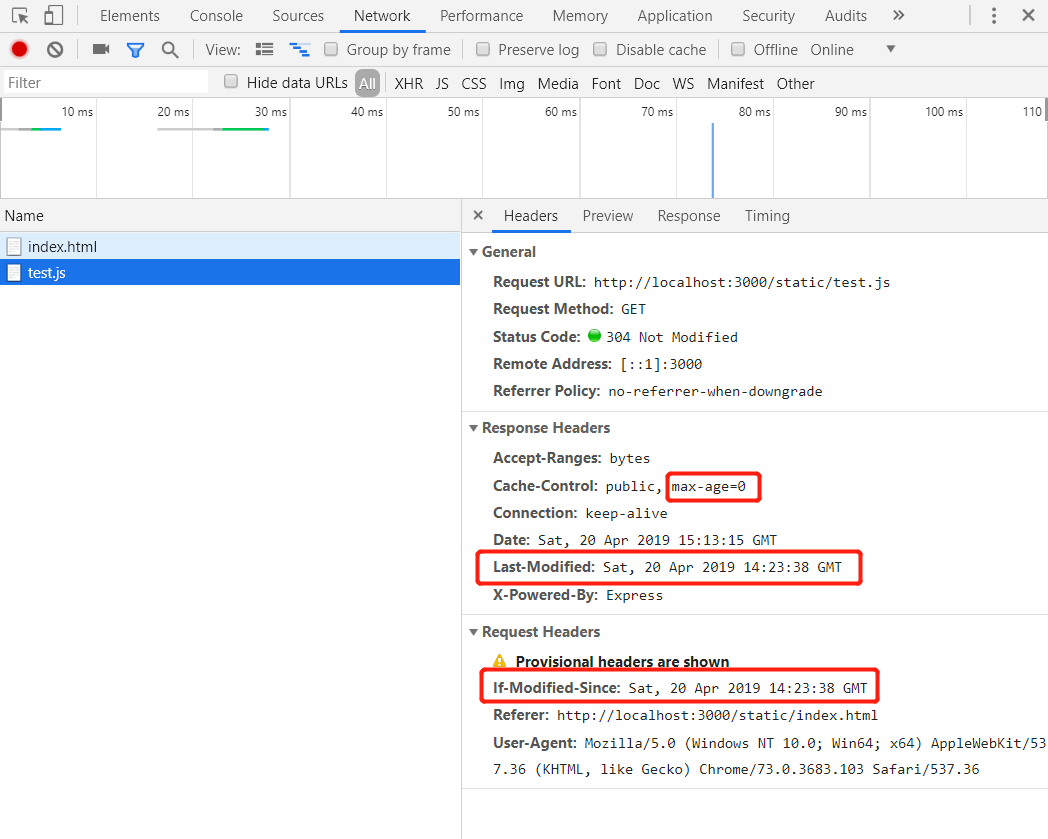 Elements Console Sources Network Performance Memory Application Security Audits »
View: Group by frame Preserve log Disable cache Offline Online
Filter Hide data URLs All XHR JS CSS Img Media Font Doc WS Manifest Other
10 ms 20 ms 30 ms 40 ms 50 ms 60 ms 70 ms 80 ms 90 ms 100 ms 110
Name
index.html
test.js
× Headers Preview Response Timing
General
Request URL: http://localhost:3000/static/test.js
Request Method: GET
Status Code: 304 Not Modified
Remote Address: [::1]:3000
Referrer Policy: no-referrer-when-downgrade
Response Headers
Accept-Ranges: bytes
Cache-Control: public, max-age=0
Connection: keep-alive
Date: Sat, 20 Apr 2019 15:13:15 GMT
Last-Modified: Sat, 20 Apr 2019 14:23:38 GMT
X-Powered-By: Express
Request Headers
Provisional headers are shown
If-Modified-Since: Sat, 20 Apr 2019 14:23:38 GMT
Referer: http://localhost:3000/static/index.html
User-Agent: Mozilla/5.0 (Windows NT 10.0; Win64; x64) AppleWebKit/53
7.36 (KHTML, like Gecko) Chrome/73.0.3683.103 Safari/537.36